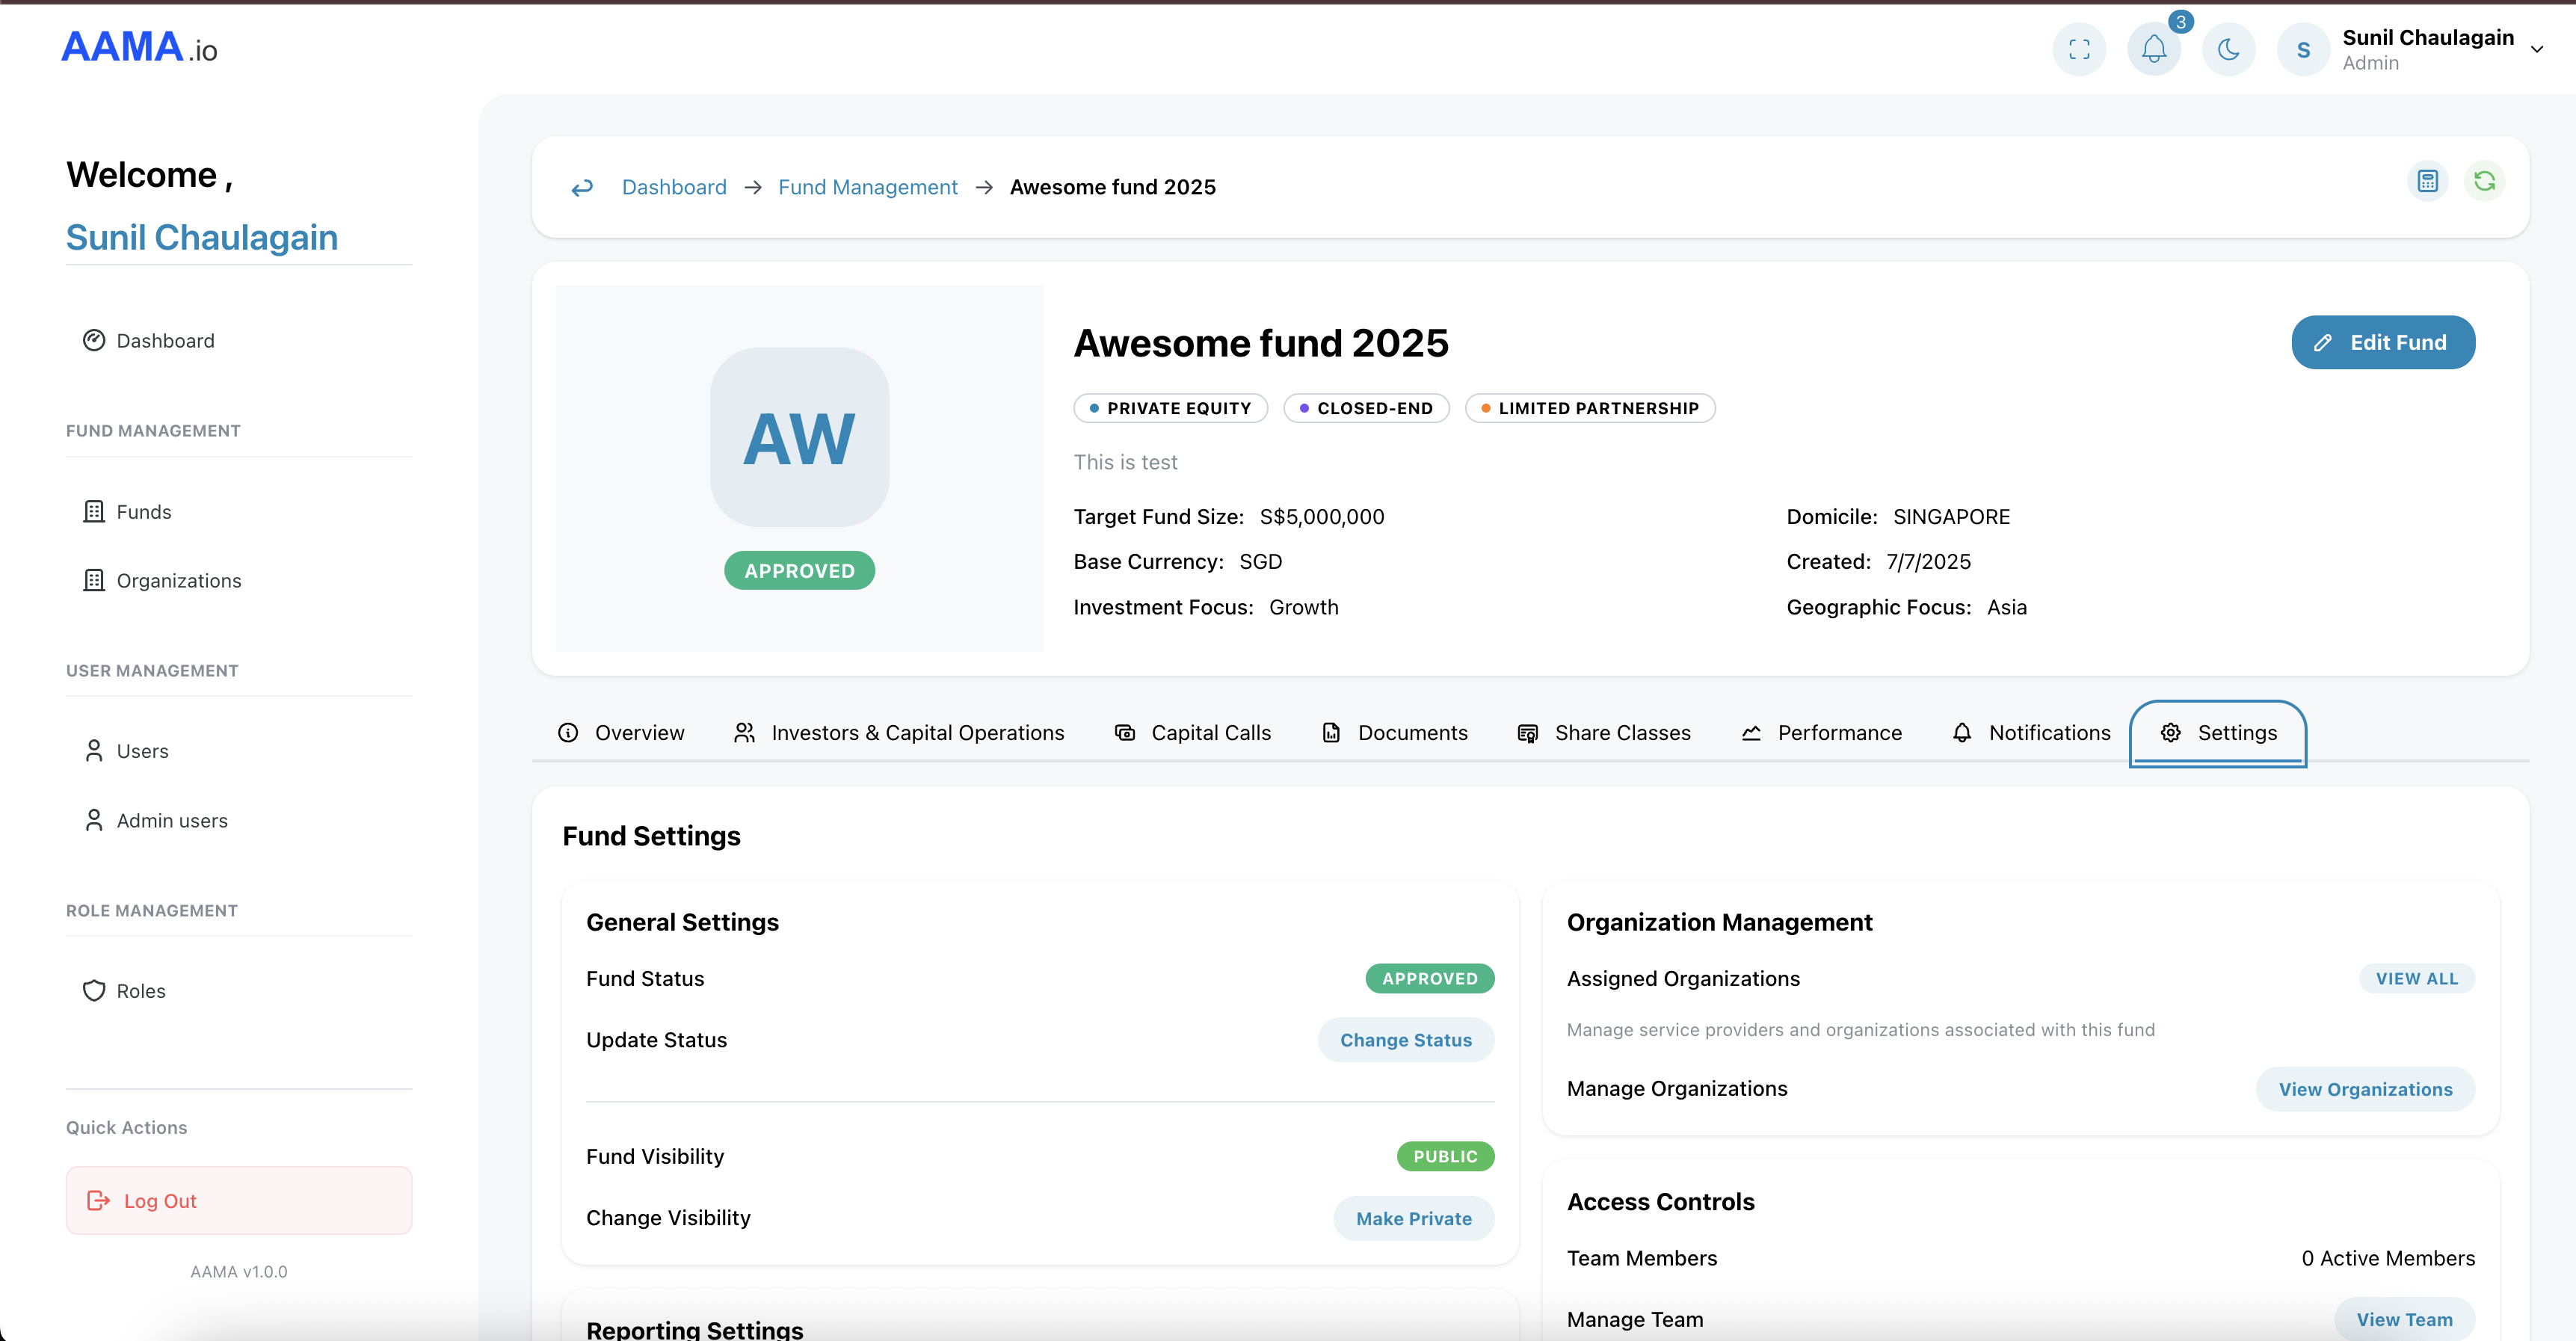 AAMA.io
3
S
Sunil Chaulagain
Admin
Welcome ,
Sunil Chaulagain
Dashboard
FUND MANAGEMENT
Funds
Organizations
USER MANAGEMENT
Users
Admin users
ROLE MANAGEMENT
Roles
Quick Actions
Log Out
AAMA v1.0.0
Dashboard → Fund Management → Awesome fund 2025
AW
APPROVED
Awesome fund 2025
Edit Fund
PRIVATE EQUITY
CLOSED-END
LIMITED PARTNERSHIP
This is test
Target Fund Size: S$5,000,000
Domicile: SINGAPORE
Base Currency: SGD
Created: 7/7/2025
Investment Focus: Growth
Geographic Focus: Asia
Overview
Investors & Capital Operations
Capital Calls
Documents
Share Classes
Performance
Notifications
Settings
Fund Settings
General Settings
Fund Status
APPROVED
Update Status
Change Status
Fund Visibility
PUBLIC
Change Visibility
Make Private
Reporting Settings
Organization Management
Assigned Organizations
VIEW ALL
Manage service providers and organizations associated with this fund
Manage Organizations
View Organizations
Access Controls
Team Members
0 Active Members
Manage Team
View Team